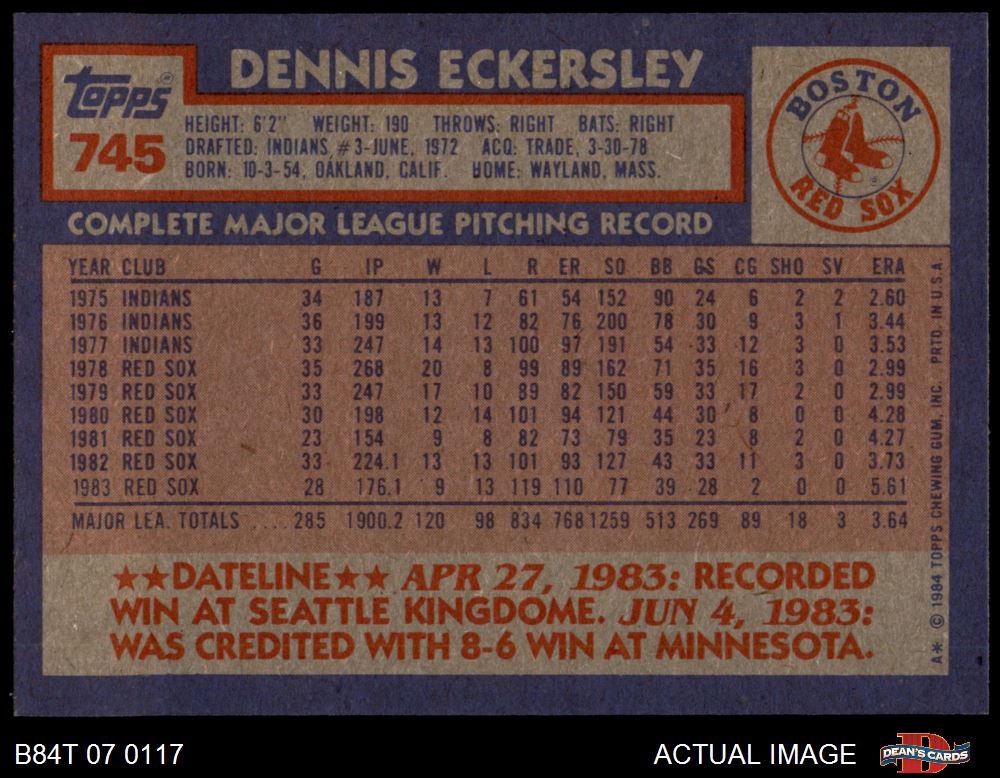 Topps
745
DENNIS ECKERSLEY
HEIGHT: 6'2" WEIGHT: 190 THROWS: RIGHT BATS: RIGHT
DRAFTED: INDIANS, #3-JUNE, 1972 ACQ: TRADE, 3-30-78
BORN: 10-3-54, OAKLAND, CALIF. HOME: WAYLAND, MASS.
BOSTON
RED SOX
COMPLETE MAJOR LEAGUE PITCHING RECORD
YEAR CLUB G IP W L R ER SO BB GS CG SHO SV ERA
1975 INDIANS 34 187 13 7 61 54 152 90 24 6 2 2 2.60
1976 INDIANS 36 199 13 12 82 76 200 78 30 9 3 1 3.44
1977 INDIANS 33 247 14 13 100 97 191 54 33 12 3 0 3.53
1978 RED SOX 35 268 20 8 99 89 162 71 35 16 3 0 2.99
1979 RED SOX 33 247 17 10 89 82 150 59 33 17 2 0 2.99
1980 RED SOX 30 198 12 14 101 94 121 44 30 8 0 0 4.28
1981 RED SOX 23 154 9 8 82 73 79 35 23 8 2 0 4.27
1982 RED SOX 33 224.1 13 13 101 93 127 43 33 11 3 0 3.73
1983 RED SOX 28 176.1 9 13 119 110 77 39 28 2 0 0 5.61
MAJOR LEA. TOTALS .... 285 1900.2 120 98 834 768 1259 513 269 89 18 3 3.64
★★DATELINE★★ APR 27, 1983: RECORDED
WIN AT SEATTLE KINGDOME. JUN 4, 1983:
WAS CREDITED WITH 8-6 WIN AT MINNESOTA.
A* © 1984 TOPPS CHEWING GUM, INC. PRTD. IN U.S.A.
B84T 07 0117
ACTUAL IMAGE
DEAN'S CARDS